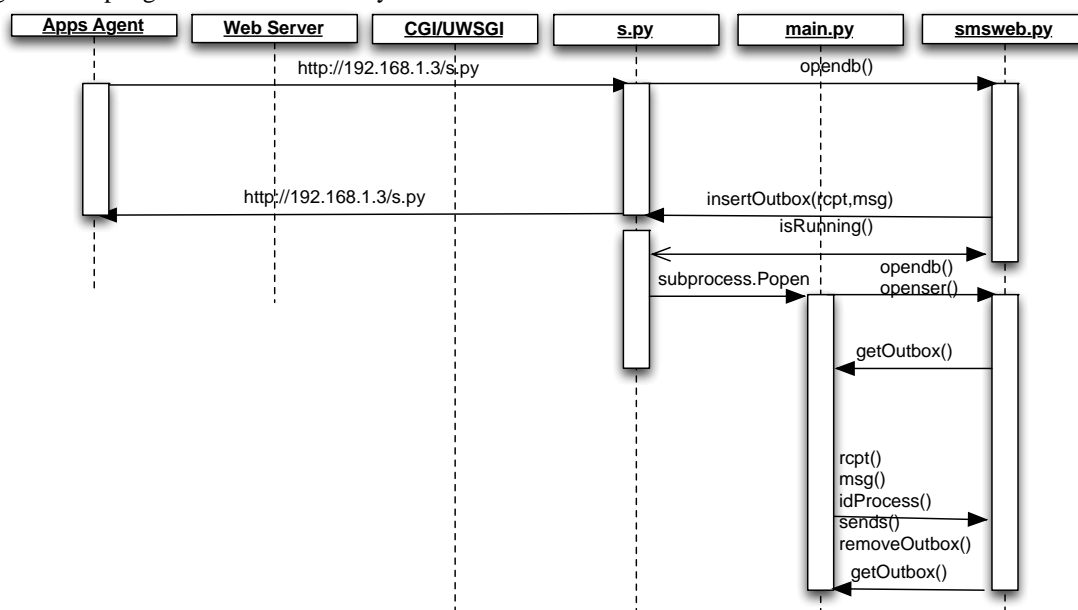 Apps Agent
Web Server
CGI/UWSGI
s.py
main.py
smsweb.py
http://192.168.1.3/s.py
opendb()
http://192.168.1.3/s.py
insertOutbox(rcpt,msg)
isRunning()
opendb()
subprocess.Popen
openser()
getOutbox()
rcpt()
msg()
idProcess()
sends()
removeOutbox()
getOutbox()